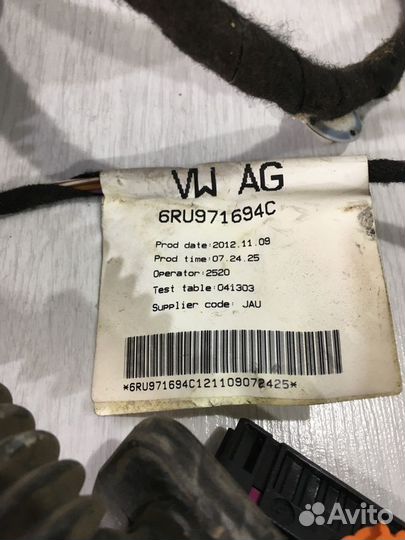 VW AG
6RU971694C
Prod date:2012.11.09
Prod time:07.24.25
Operator:2520
Test table:041303
Supplier code: JAU
*6RU971694C121109072425*
Avito